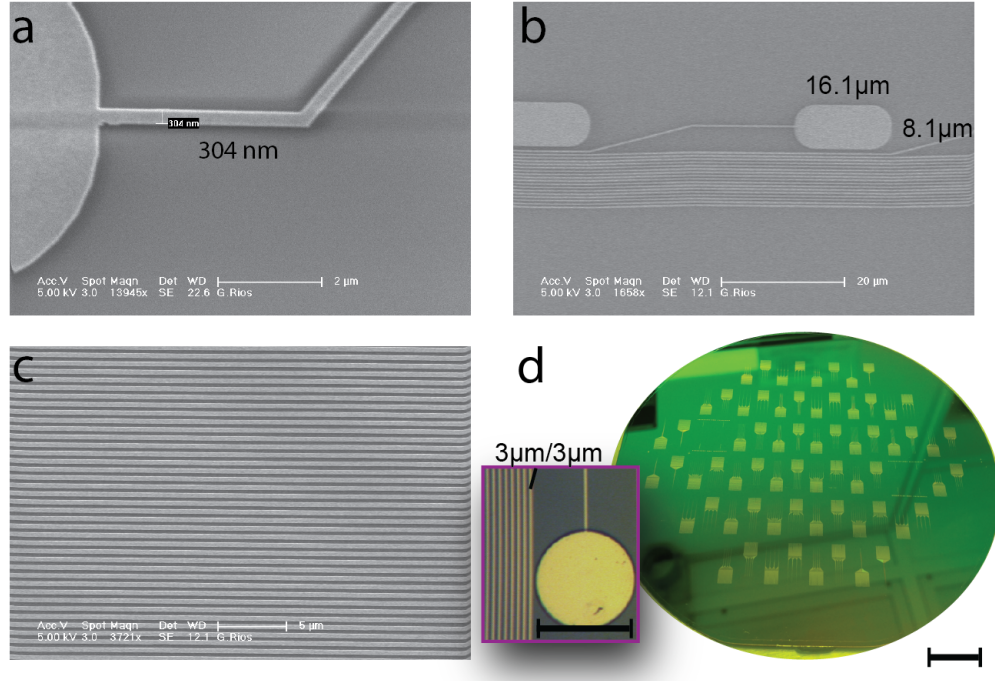 a
304 nm
304 nm
Acc.V Spot Magn Det WD 2 µm
5.00 kV 3.0 13945x SE 22.6 G.Rios
b
16.1µm
8.1µm
Acc.V Spot Magn Det WD 20 µm
5.00 kV 3.0 1658x SE 12.1 G.Rios
c
Acc.V Spot Magn Det WD 5 µm
5.00 kV 3.0 3721x SE 12.1 G.Rios
d
3µm/3µm